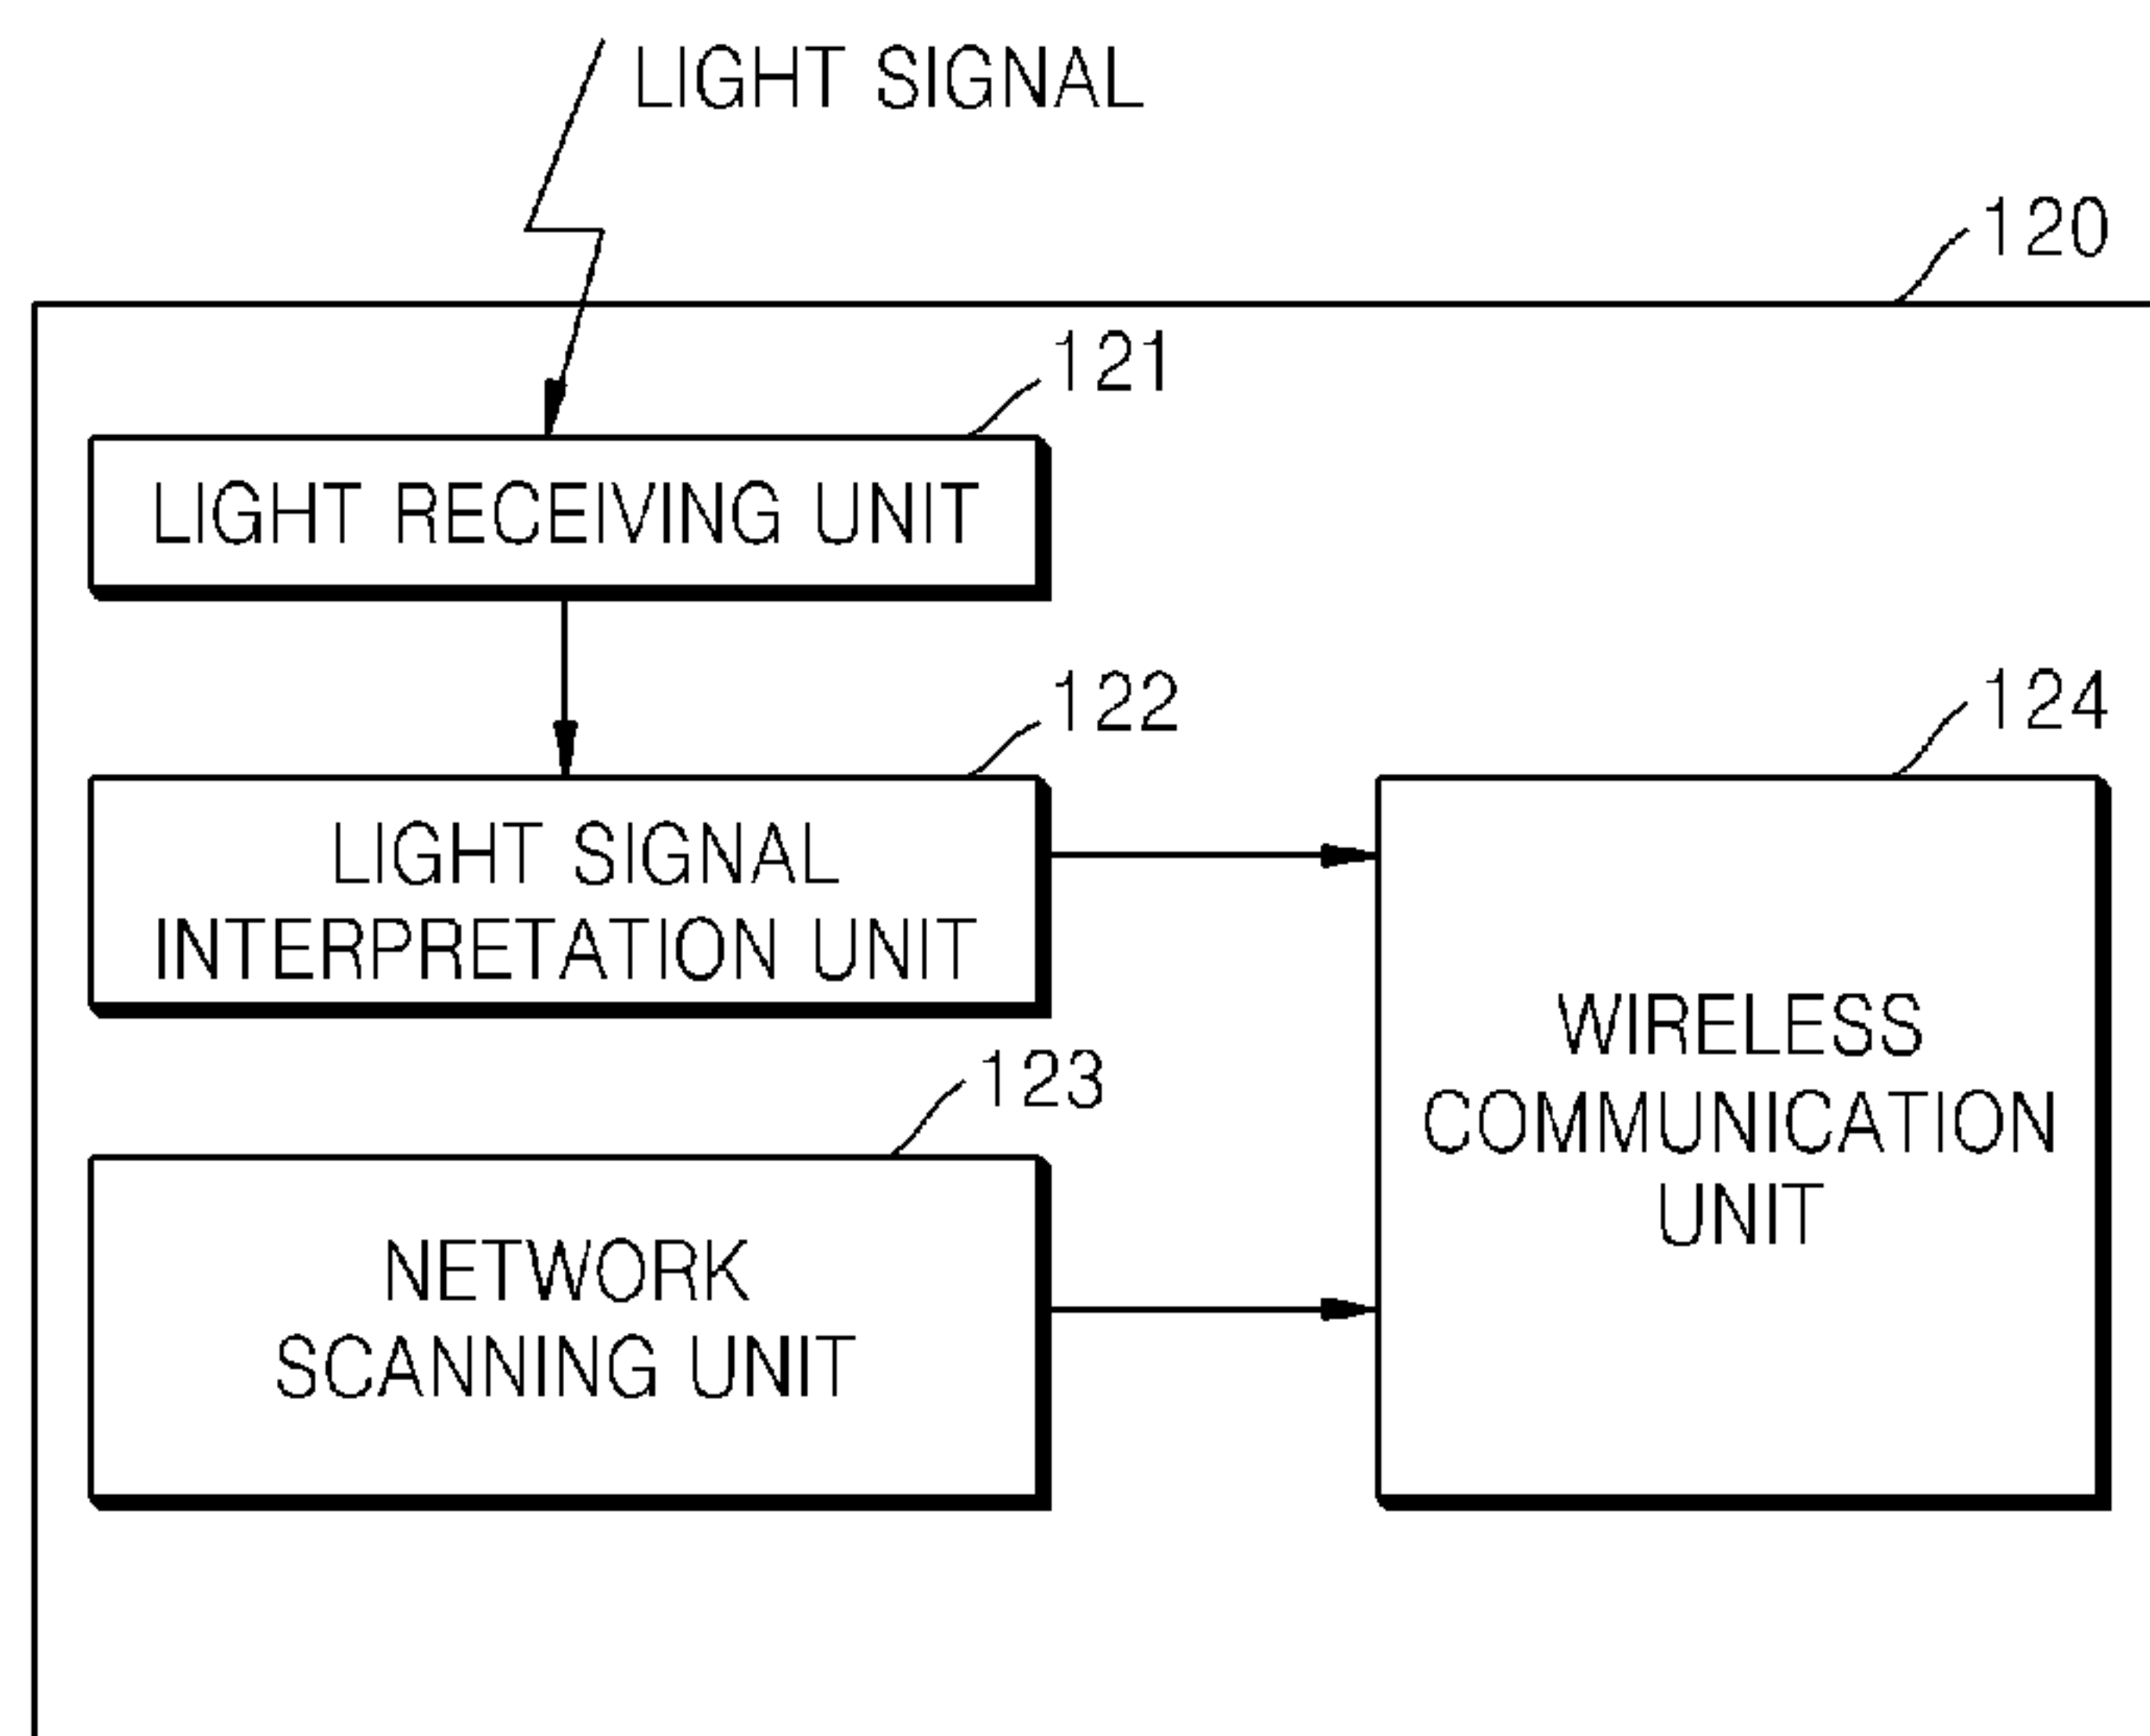 LIGHT SIGNAL
120
121
LIGHT RECEIVING UNIT
122
124
LIGHT SIGNAL
INTERPRETATION UNIT
WIRELESS
COMMUNICATION
UNIT
123
NETWORK
SCANNING UNIT